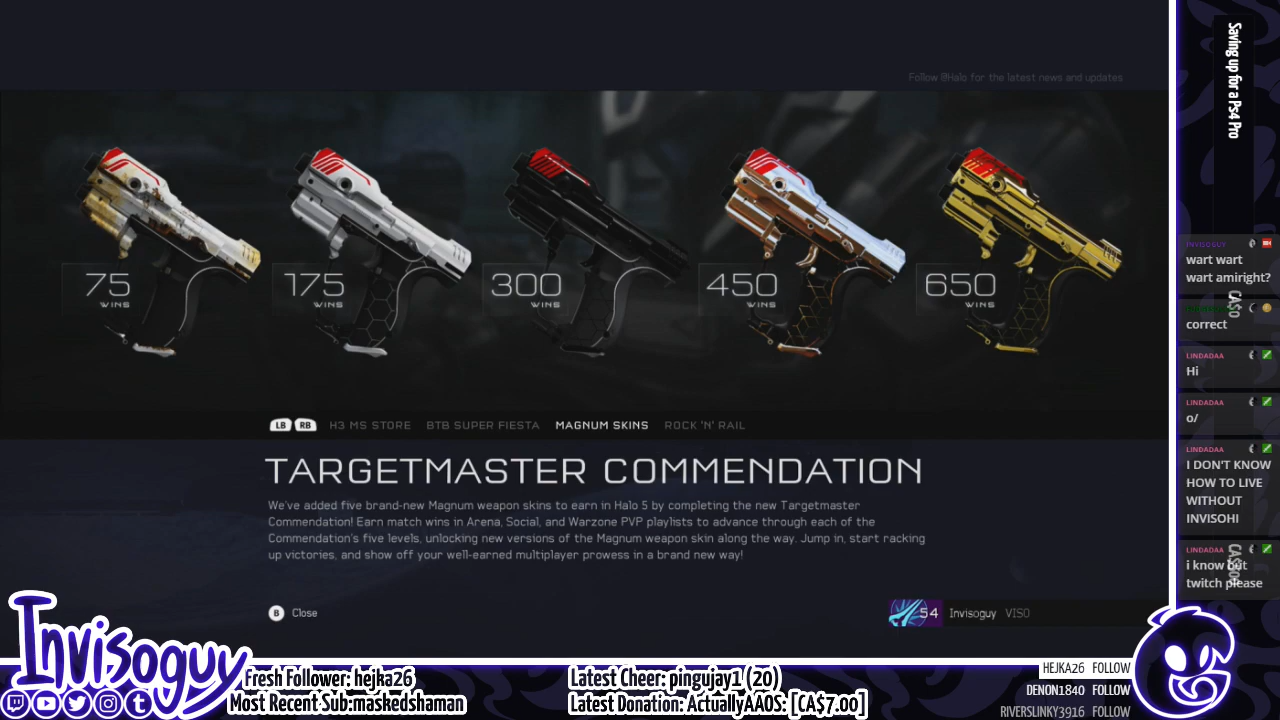 Follow @Halo for the latest news and updates
75 WINS
175 WINS
300 WINS
450 WINS
650 WINS
LB RB H3 MS STORE BTB SUPER FIESTA MAGNUM SKINS ROCK 'N' RAIL
TARGETMASTER COMMENDATION
We've added five brand-new Magnum weapon skins to earn in Halo 5 by completing the new Targetmaster
Commendation! Earn match wins in Arena, Social, and Warzone PVP playlists to advance through each of the
Commendation's five levels, unlocking new versions of the Magnum weapon skin along the way. Jump in, start racking
up victories, and show off your well-earned multiplayer prowess in a brand new way!
B Close
54 Invisoguy VISO
Saving up for a Ps4 Pro
INVISOGUY
wart wart
wart amiright?
CA$0
correct
LINDADAA
Hi
LINDADAA
o/
LINDADAA
I DON'T KNOW
HOW TO LIVE
WITHOUT
INVISOHI
LINDADAA
i know but
twitch please
Invisoguy
Fresh Follower: hejka26
Most Recent Sub:maskedshaman
Latest Cheer: pingujay1 (20)
Latest Donation: ActuallyAAOS: [CA$7.00]
HEJKA26 FOLLOW
DENON1840 FOLLOW
RIVERSLINKY3916 FOLLOW